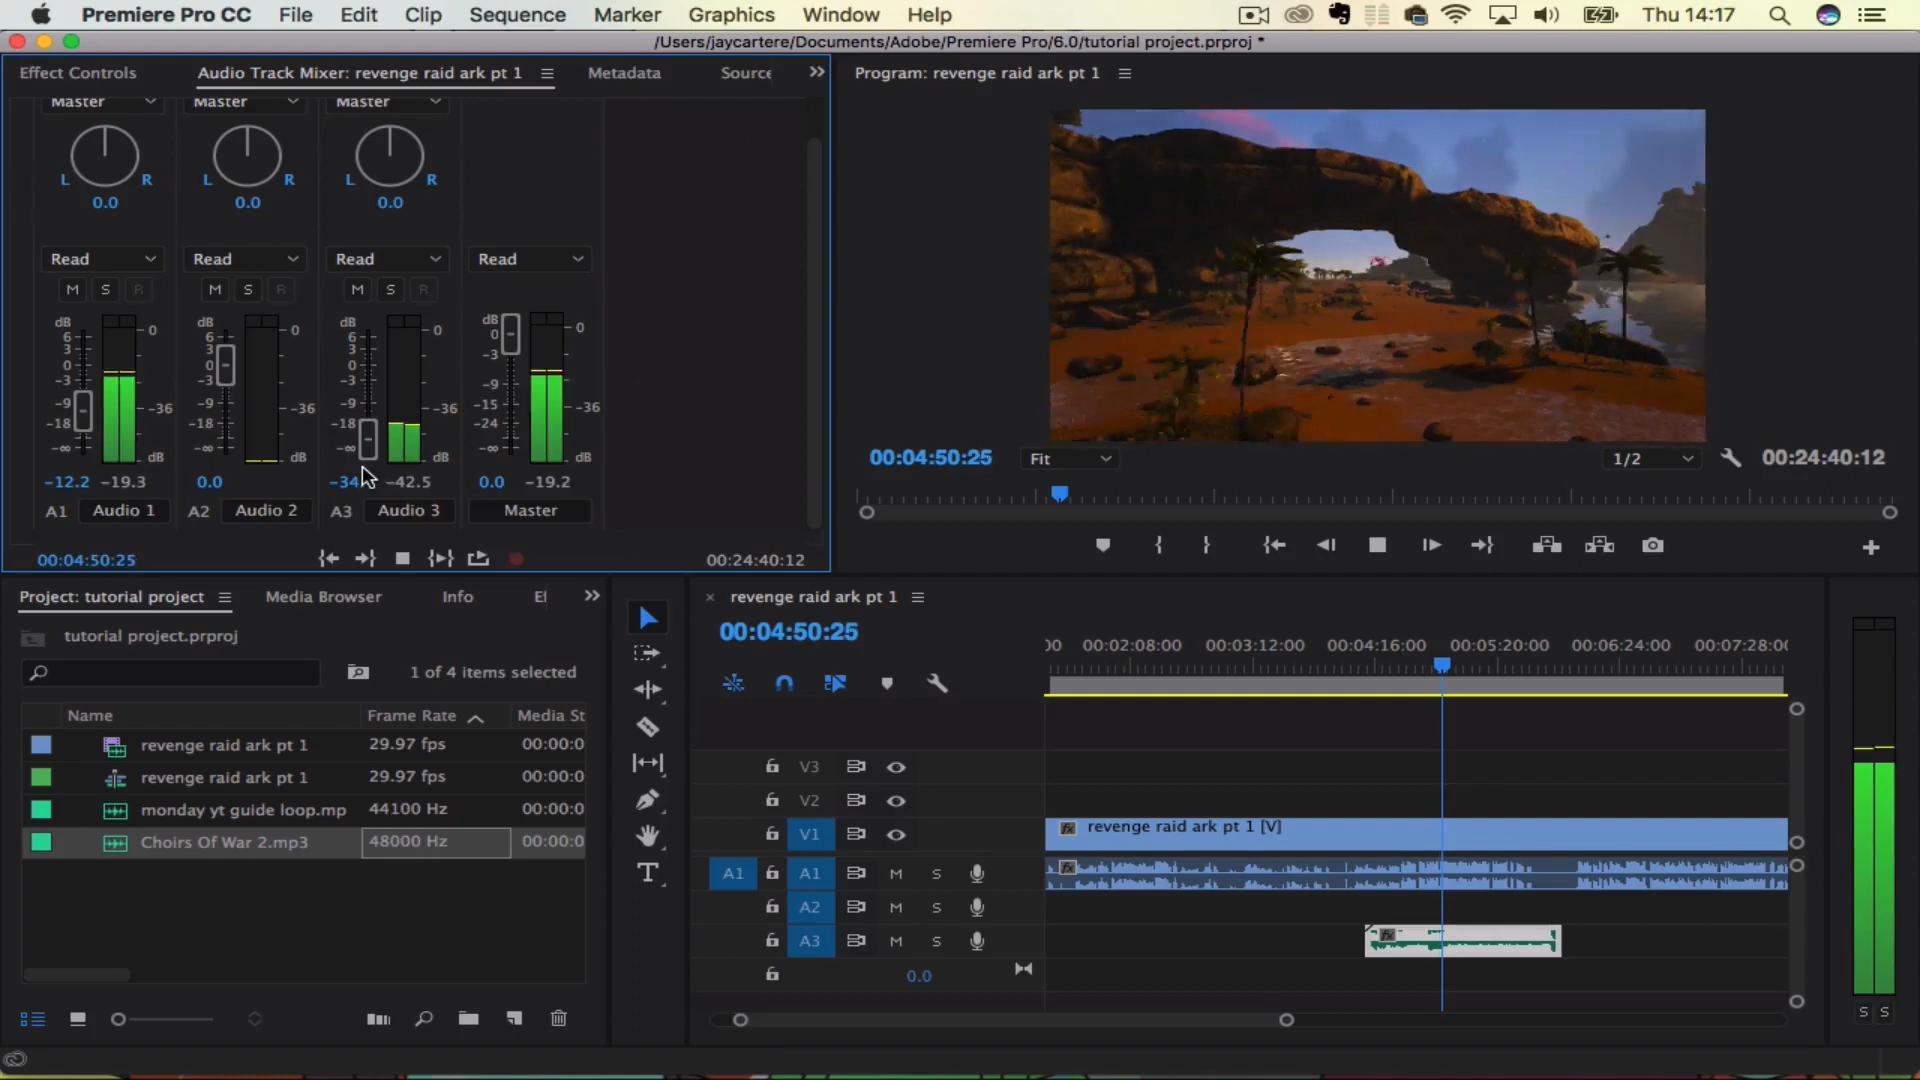 Premiere Pro CC File Edit Clip Sequence Marker Graphics Window Help Thu 14:17
/Users/jaycartere/Documents/Adobe/Premiere Pro/6.0/tutorial project.prproj *
Effect Controls Audio Track Mixer: revenge raid ark pt 1 Metadata Source
Program: revenge raid ark pt 1
Master Master Master
L R L R L R
0.0 0.0 0.0
Read Read Read Read
M S R M S R M S R
dB 6 3 0 -3 -9 -18 -∞ 0 -36 dB
dB 6 3 0 -3 -9 -18 -∞ 0 -36 dB
dB 6 3 0 -3 -9 -18 -∞ 0 -36 dB
dB 0 -3 -9 -15 -24 -∞ 0 -36 dB
-12.2 -19.3 0.0 -34 -42.5 0.0 -19.2
A1 Audio 1 A2 Audio 2 A3 Audio 3 Master
00:04:50:25 00:24:40:12
00:04:50:25 Fit 1/2 00:24:40:12
Project: tutorial project Media Browser Info
tutorial project.prproj
1 of 4 items selected
Name Frame Rate Media St
revenge raid ark pt 1 29.97 fps 00:00:0
revenge raid ark pt 1 29.97 fps 00:00:0
monday yt guide loop.mp 44100 Hz 00:00:0
Choirs Of War 2.mp3 48000 Hz 00:00:0
T
× revenge raid ark pt 1
00:04:50:25
00 00:02:08:00 00:03:12:00 00:04:16:00 00:05:20:00 00:06:24:00 00:07:28:00
V3
V2
V1 fx revenge raid ark pt 1 [V]
A1 A1 M S fx
A2 M S
A3 M S fx
0.0
S S